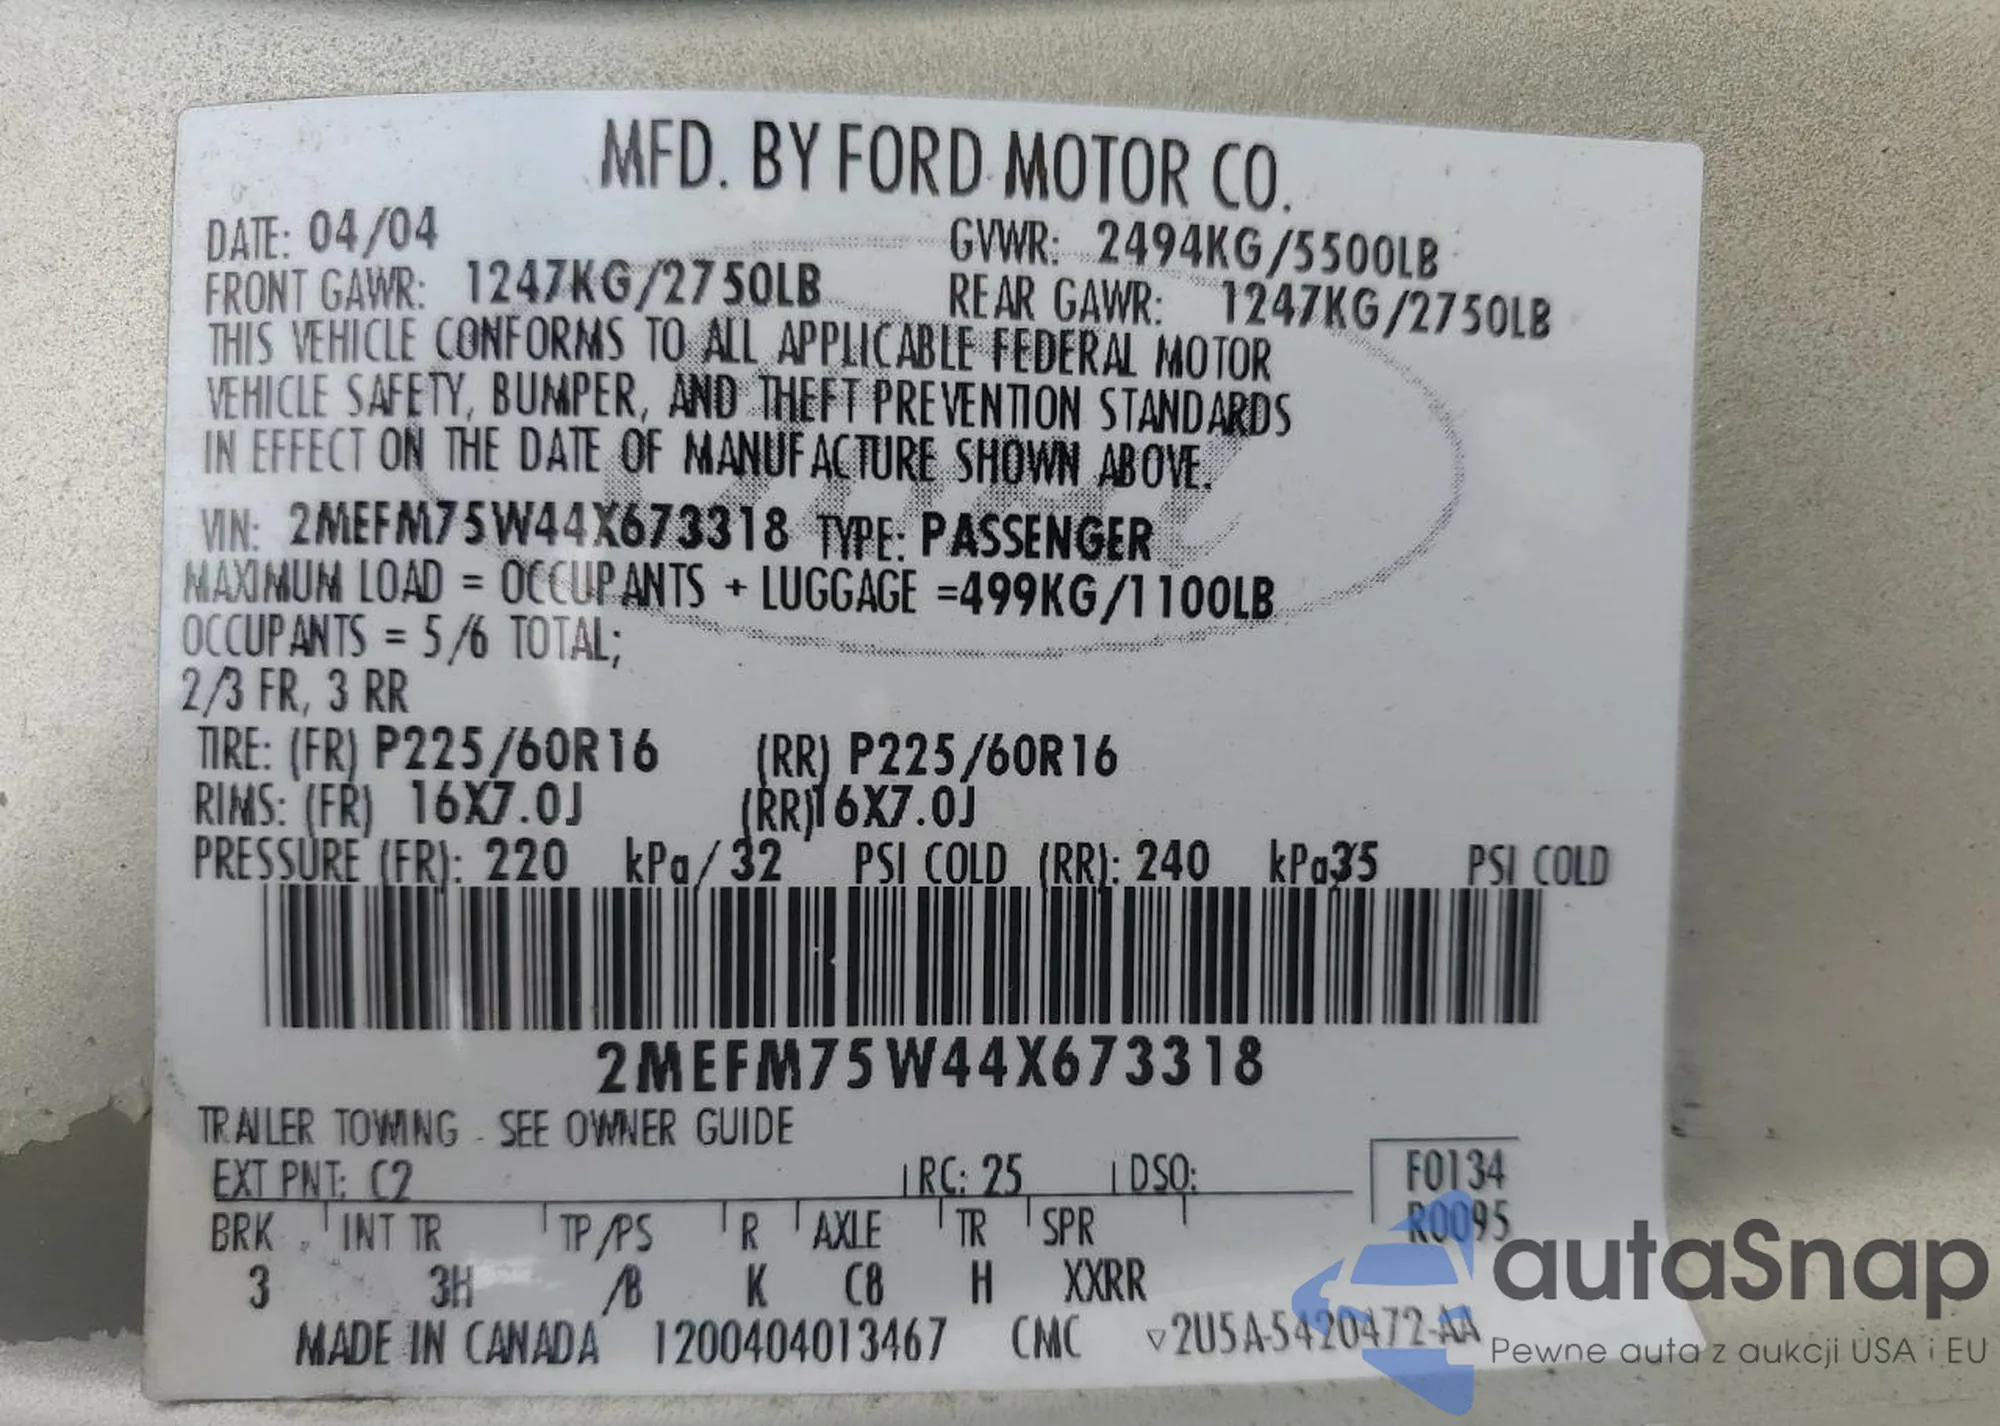 MFD. BY FORD MOTOR CO.
DATE: 04/04 GVWR: 2494KG/5500LB
FRONT GAWR: 1247KG/2750LB REAR GAWR: 1247KG/2750LB
THIS VEHICLE CONFORMS TO ALL APPLICABLE FEDERAL MOTOR
VEHICLE SAFETY, BUMPER, AND THEFT PREVENTION STANDARDS
IN EFFECT ON THE DATE OF MANUFACTURE SHOWN ABOVE.
VIN: 2MEFM75W44X673318 TYPE: PASSENGER
MAXIMUM LOAD = OCCUPANTS + LUGGAGE =499KG/1100LB
OCCUPANTS = 5/6 TOTAL;
2/3 FR, 3 RR
TIRE: (FR) P225/60R16 (RR) P225/60R16
RIMS: (FR) 16X7.0J (RR)16X7.0J
PRESSURE (FR): 220 kPa/ 32 PSI COLD (RR): 240 kPa/35 PSI COLD
2MEFM75W44X673318
TRAILER TOWING - SEE OWNER GUIDE
EXT PNT: C2 RC: 25 DSO: F0134
R0095
BRK INT TR TP/PS R AXLE TR SPR
3 3H /B K C8 H XXRR
MADE IN CANADA 1200404013467 CMC ▽2U5A-5420472-AA
autaSnap
Pewne auta z aukcji USA i EU